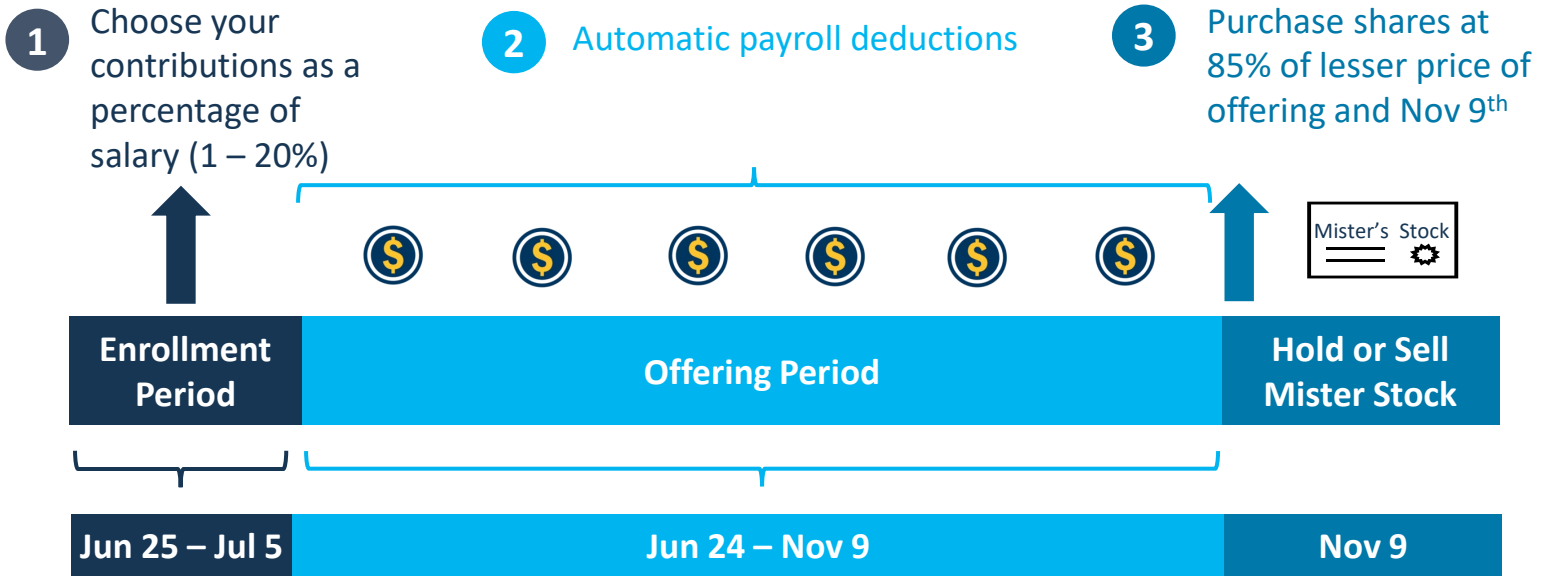 1
Choose your
contributions as a
percentage of
salary (1 – 20%)
2
Automatic payroll deductions
3
Purchase shares at
85% of lesser price of
offering and Nov 9th
$ $ $ $ $ $
Mister's Stock
Enrollment
Period
Offering Period
Hold or Sell
Mister Stock
Jun 25 – Jul 5
Jun 24 – Nov 9
Nov 9